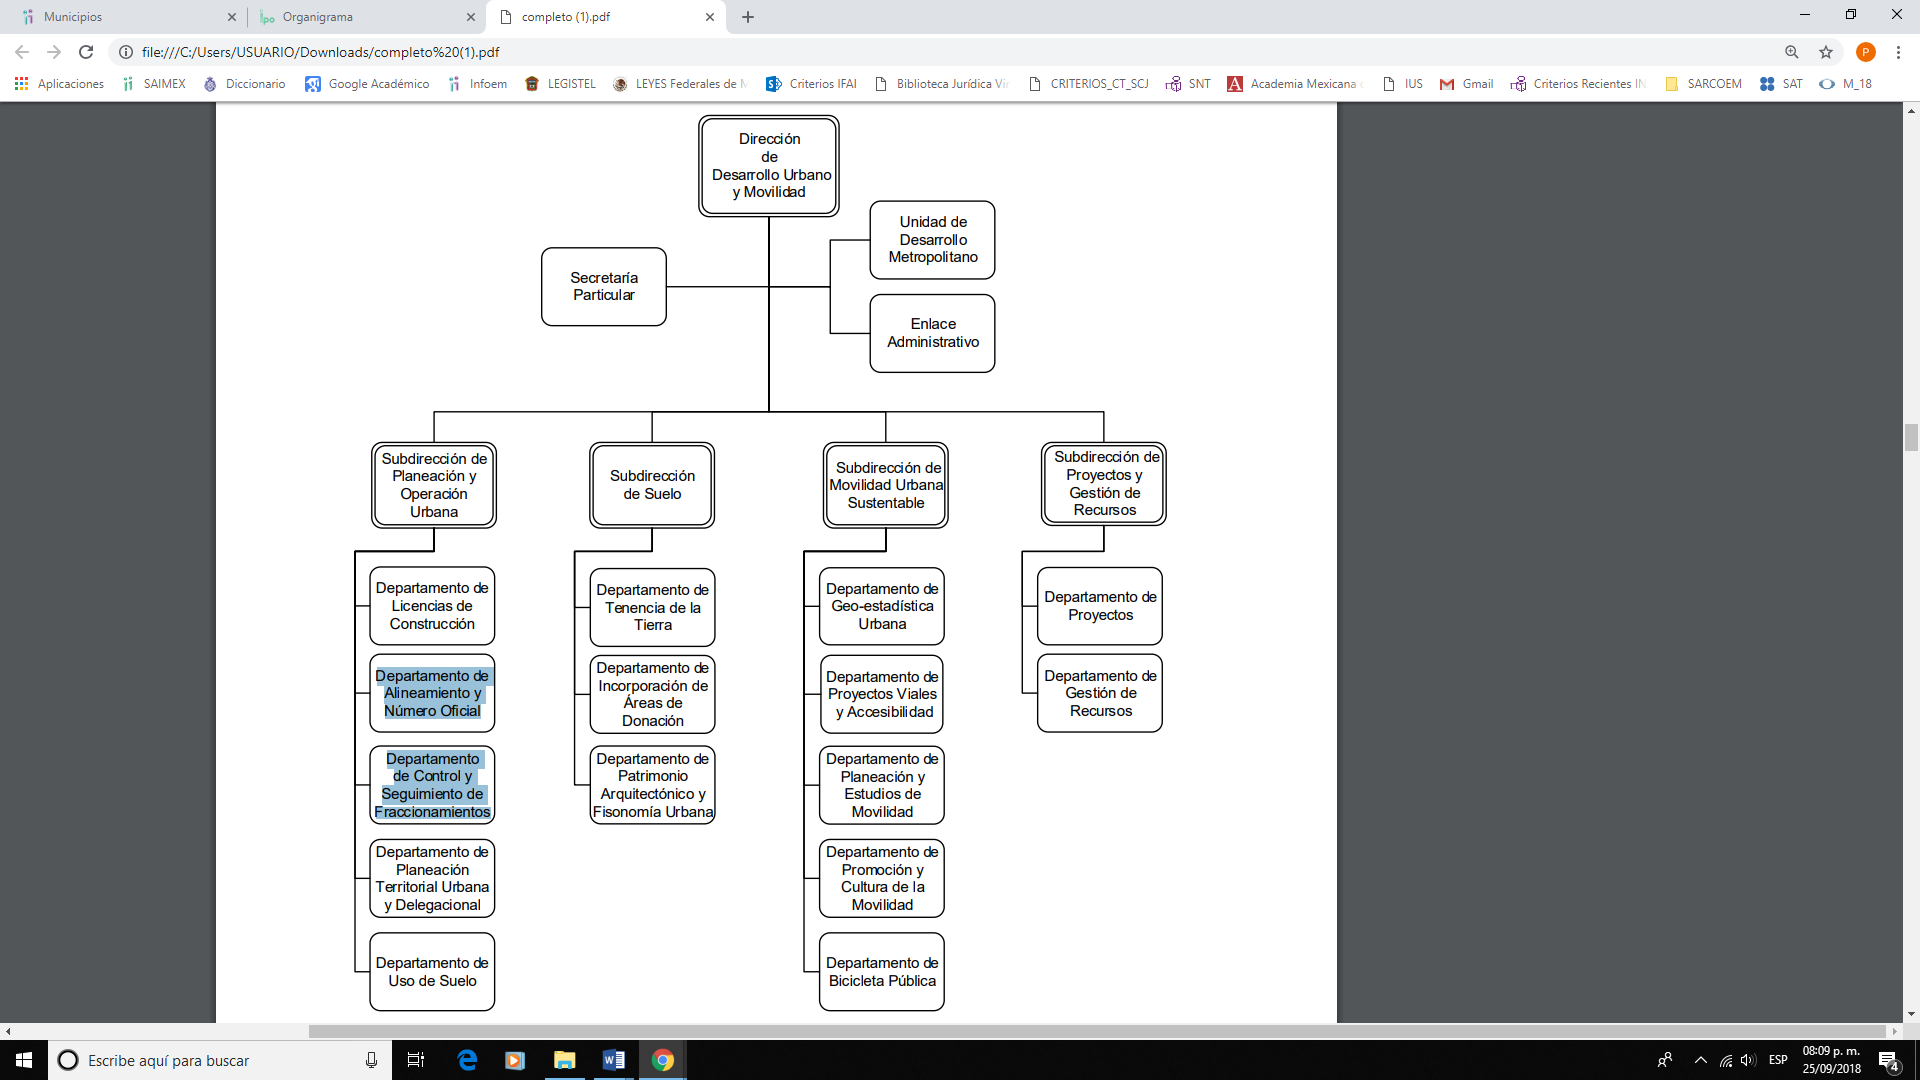 Municipios
Organigrama
completo (1).pdf
file:///C:/Users/USUARIO/Downloads/completo%20(1).pdf
P
Aplicaciones
SAIMEX
Diccionario
Google Académico
Infoem
LEGISTEL
LEYES Federales de M
Criterios IFAI
Biblioteca Jurídica Vir
CRITERIOS_CT_SCJ
SNT
Academia Mexicana
IUS
Gmail
Criterios Recientes IN
SARCOEM
SAT
M_18
Dirección
de
Desarrollo Urbano
y Movilidad
Unidad de
Desarrollo
Metropolitano
Secretaría
Particular
Enlace
Administrativo
Subdirección de
Planeación y
Operación
Urbana
Subdirección
de Suelo
Subdirección de
Movilidad Urbana
Sustentable
Subdirección de
Proyectos y
Gestión de
Recursos
Departamento de
Licencias de
Construcción
Departamento de
Tenencia de la
Tierra
Departamento de
Geo-estadística
Urbana
Departamento de
Proyectos
Departamento de
Alineamiento y
Número Oficial
Departamento de
Incorporación de
Áreas de
Donación
Departamento de
Proyectos Viales
y Accesibilidad
Departamento de
Gestión de
Recursos
Departamento
de Control y
Seguimiento de
Fraccionamientos
Departamento de
Patrimonio
Arquitectónico y
Fisonomía Urbana
Departamento de
Planeación y
Estudios de
Movilidad
Departamento de
Planeación
Territorial Urbana
y Delegacional
Departamento de
Promoción y
Cultura de la
Movilidad
Departamento de
Uso de Suelo
Departamento de
Bicicleta Pública
Escribe aquí para buscar
ESP
08:09 p. m.
25/09/2018
4